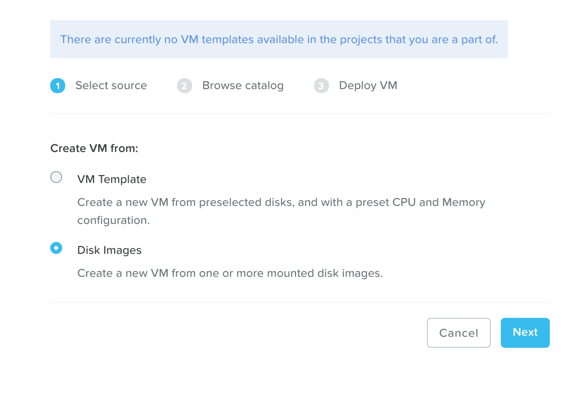 There are currently no VM templates available in the projects that you are a part of.
1 Select source 2 Browse catalog 3 Deploy VM
Create VM from:
VM Template
Create a new VM from preselected disks, and with a preset CPU and Memory
configuration.
Disk Images
Create a new VM from one or more mounted disk images.
Cancel Next